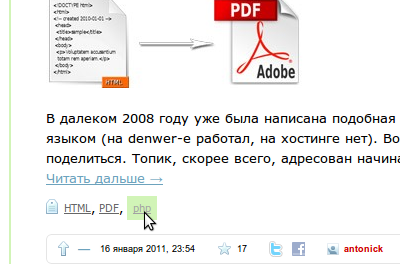 <!DOCTYPE html>
<html>
<!-- created 2010-01-01 -->
<head>
<title>sample</title>
</head>
<body>
<p> voluptatem accusantium
totam rem aperiam.</p>
</body>
</html>
HTML
PDF
Adobe
В далеком 2008 году уже была написана подобная
языком (на denwer-е работал, на хостинге нет). Во
поделиться. Топик, скорее всего, адресован начина
Читать дальше →
HTML, PDF, php
— 16 января 2011, 23:54 17 antonick